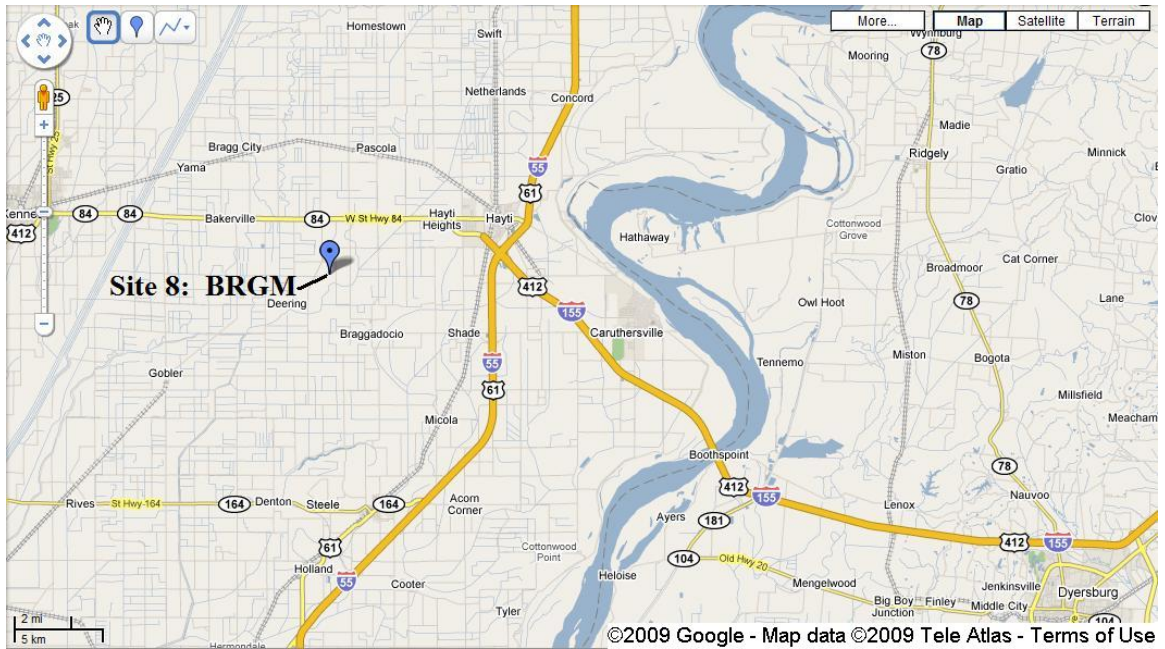 More...
Map
Satellite
Terrain
Homestown
Swift
Wynnburg
78
Mooring
25
Netherlands
Concord
Madie
St Hwy 25
Bragg City
Pascola
Ridgely
Minnick
Yama
55
Gratio
61
84
84
Bakerville
84
W St Hwy 84
Hayti Heights
Hayti
Cottonwood Grove
Clov
412
Hathaway
Cat Corner
Broadmoor
Site 8: BRGM
412
Deering
155
Owl Hoot
78
Lane
Braggadocio
Shade
Caruthersville
Miston
Bogota
55
Tennemo
Gobler
61
Millsfield
Micola
Meacham
Boothspoint
78
412
155
Nauvoo
Rives
St Hwy 164
164
Denton
Steele
164
Acorn Corner
Lenox
Ayers
181
61
Cottonwood Point
412
155
104
Old Hwy 20
Holland
55
Cooter
Heloise
Mengelwood
Jenkinsville
Dyersburg
Big Boy Junction
Finley
Middle City
Tyler
104
2 mi
5 km
Hermondale
©2009 Google - Map data ©2009 Tele Atlas - Terms of Use